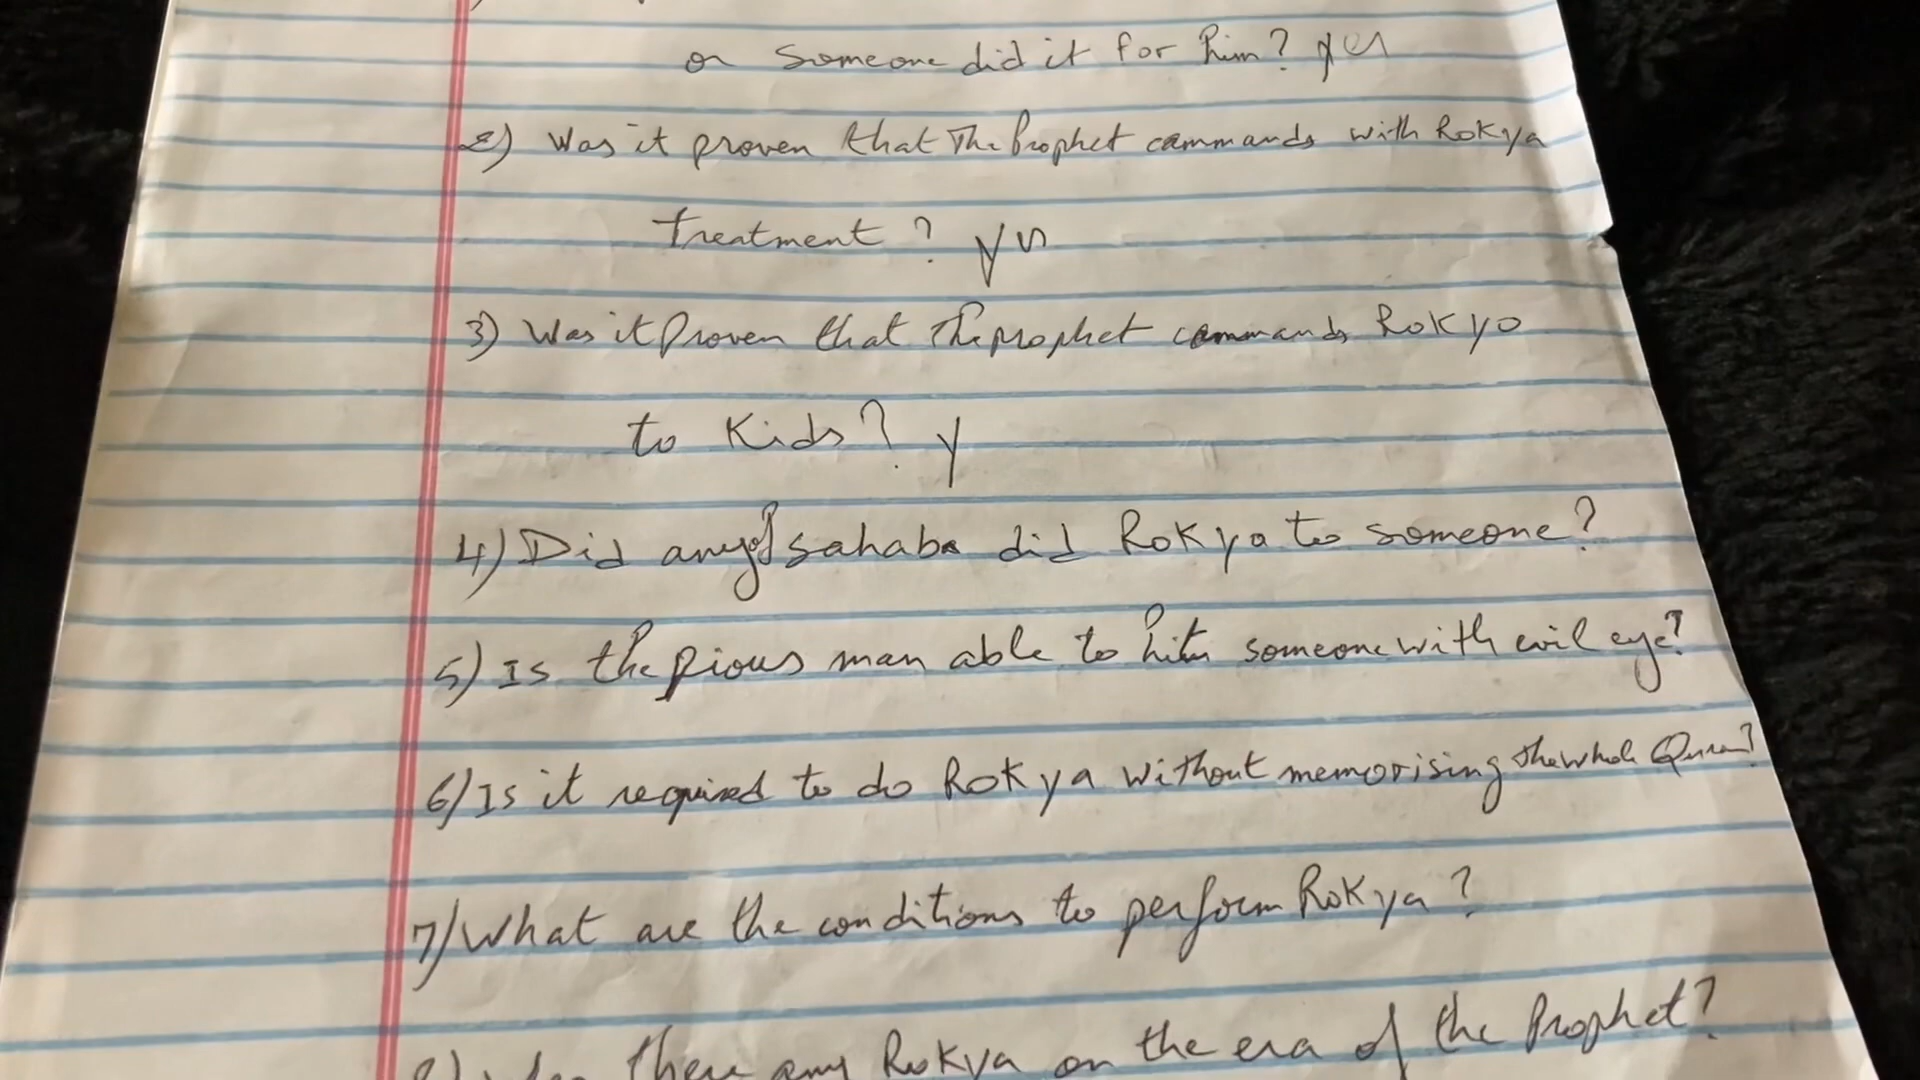 or someone did it for him? yes
2) Was it proven that The Prophet commands with Rokya
Treatment? yes
3) Was it Proven that The prophet commands Rokya
to Kids? y
4) Did any of sahaba did Rokya to someone?
5) Is the pious man able to hit someone with evil eye?
6) Is it required to do Rokya without memorising the whole Quran?
7) What are the conditions to perform Rokya?
there any Rokya on the era of the Prophet?